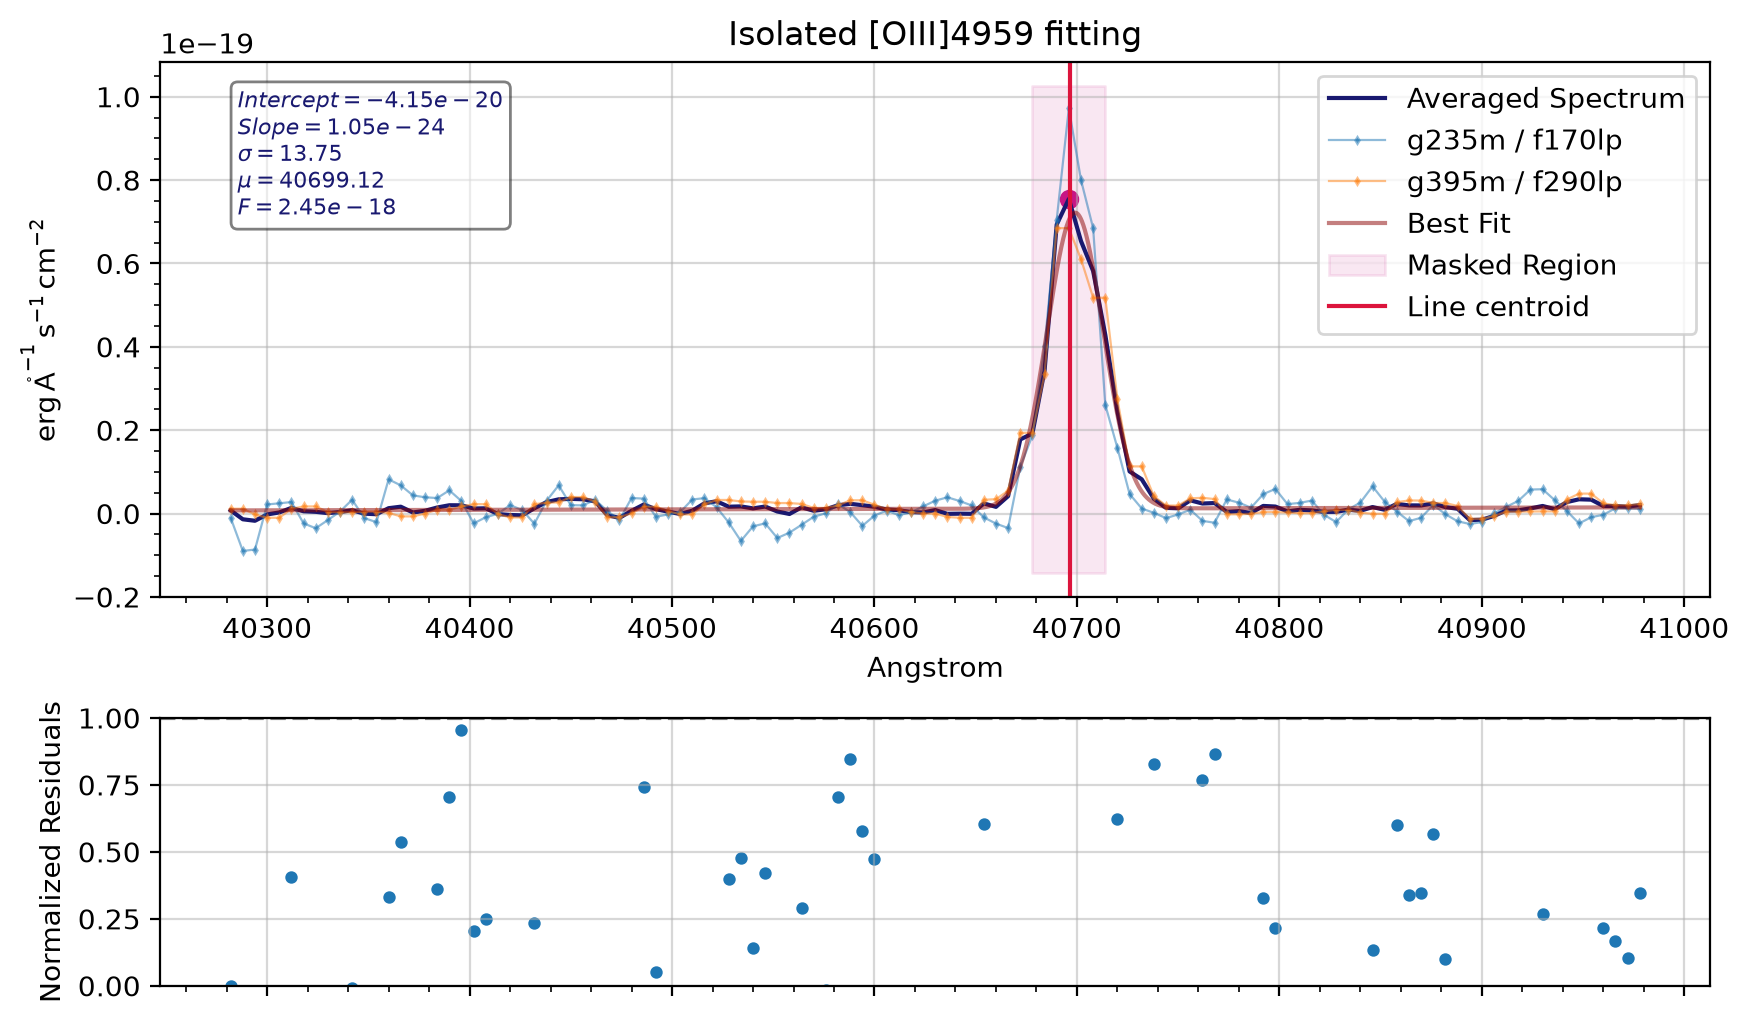 Isolated [OIII]4959 fitting
1e−19
Intercept = −4.15e − 20
Slope = 1.05e − 24
σ = 13.75
μ = 40699.12
F = 2.45e − 18
Averaged Spectrum
g235m / f170lp
g395m / f290lp
Best Fit
Masked Region
Line centroid
erg Å⁻¹ s⁻¹ cm⁻²
1.0
0.8
0.6
0.4
0.2
0.0
−0.2
40300 40400 40500 40600 40700 40800 40900 41000
Angstrom
Normalized Residuals
1.00
0.75
0.50
0.25
0.00